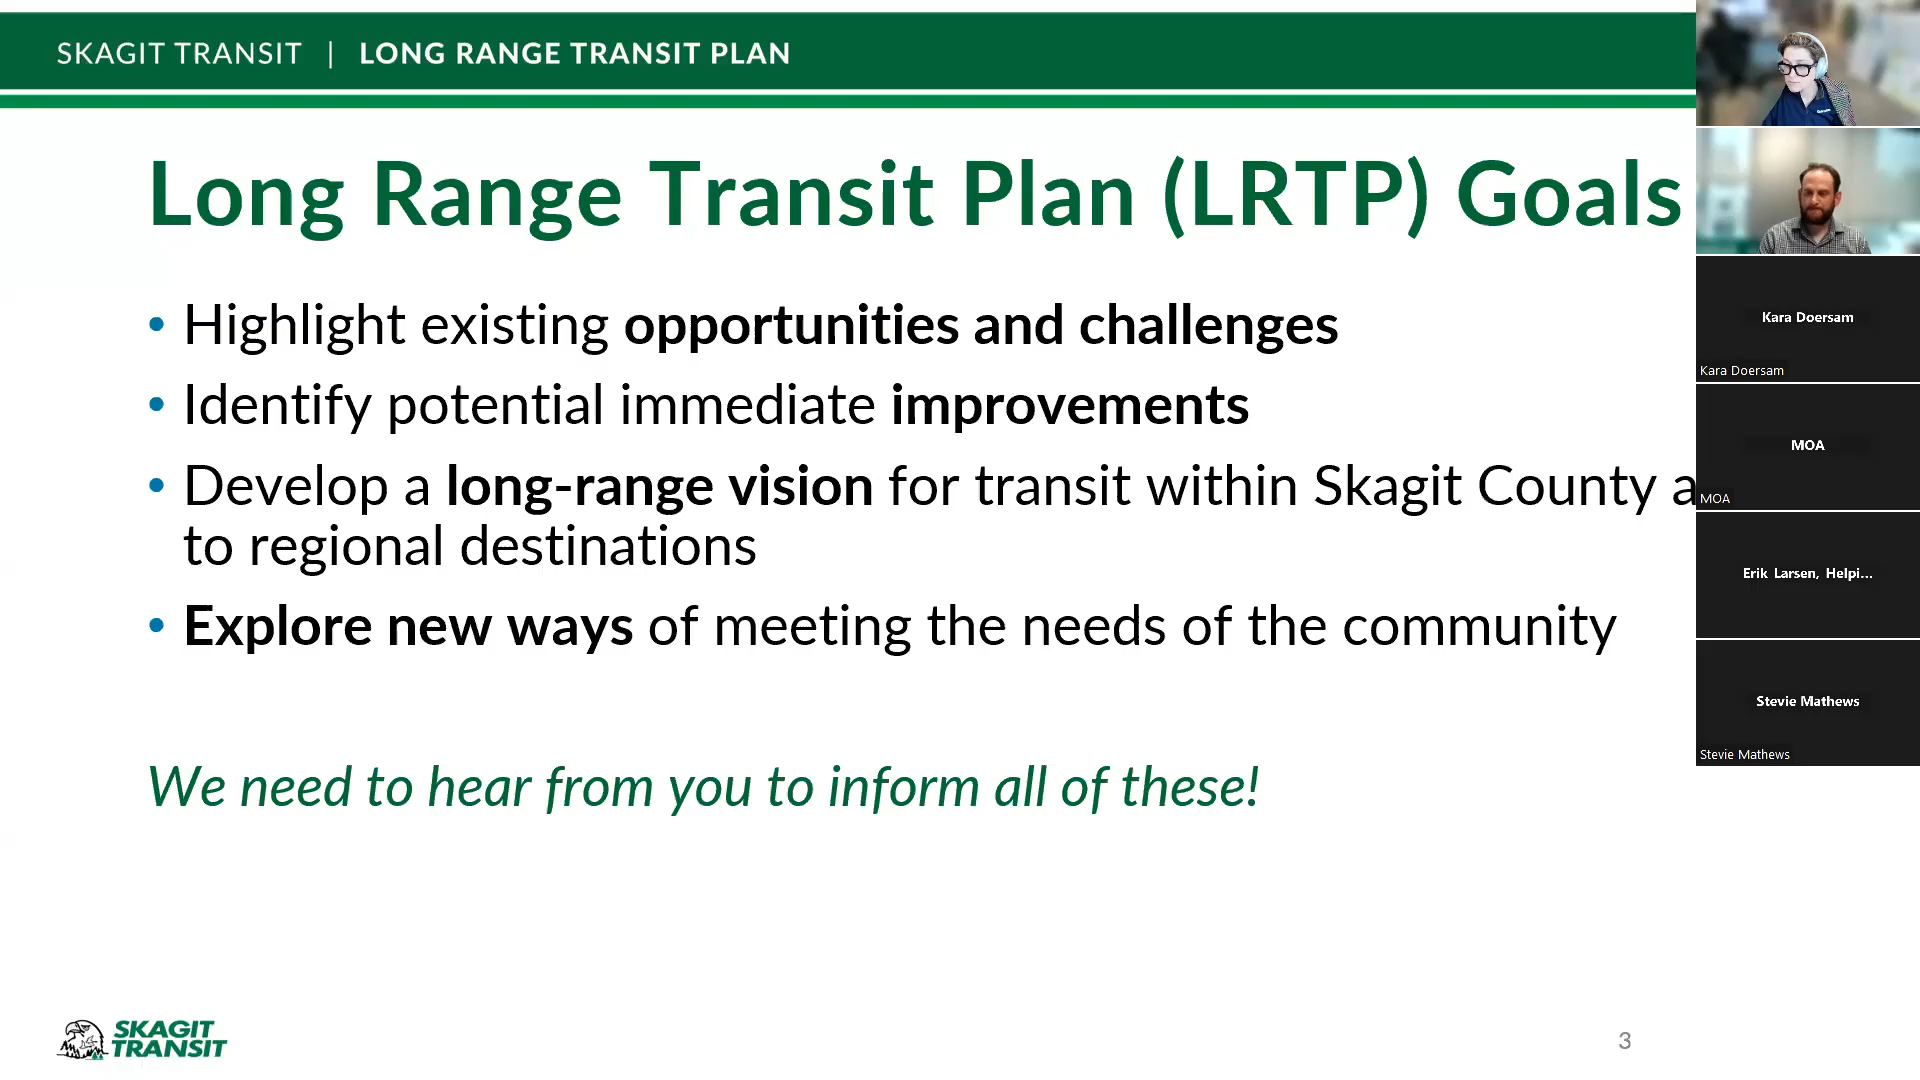 SKAGIT TRANSIT | LONG RANGE TRANSIT PLAN
Long Range Transit Plan (LRTP) Goals
• Highlight existing opportunities and challenges
• Identify potential immediate improvements
• Develop a long-range vision for transit within Skagit County a
to regional destinations
• Explore new ways of meeting the needs of the community
We need to hear from you to inform all of these!
SKAGIT
TRANSIT
3
Kara Doersam
Kara Doersam
MOA
MOA
Erik Larsen, Helpi...
Stevie Mathews
Stevie Mathews